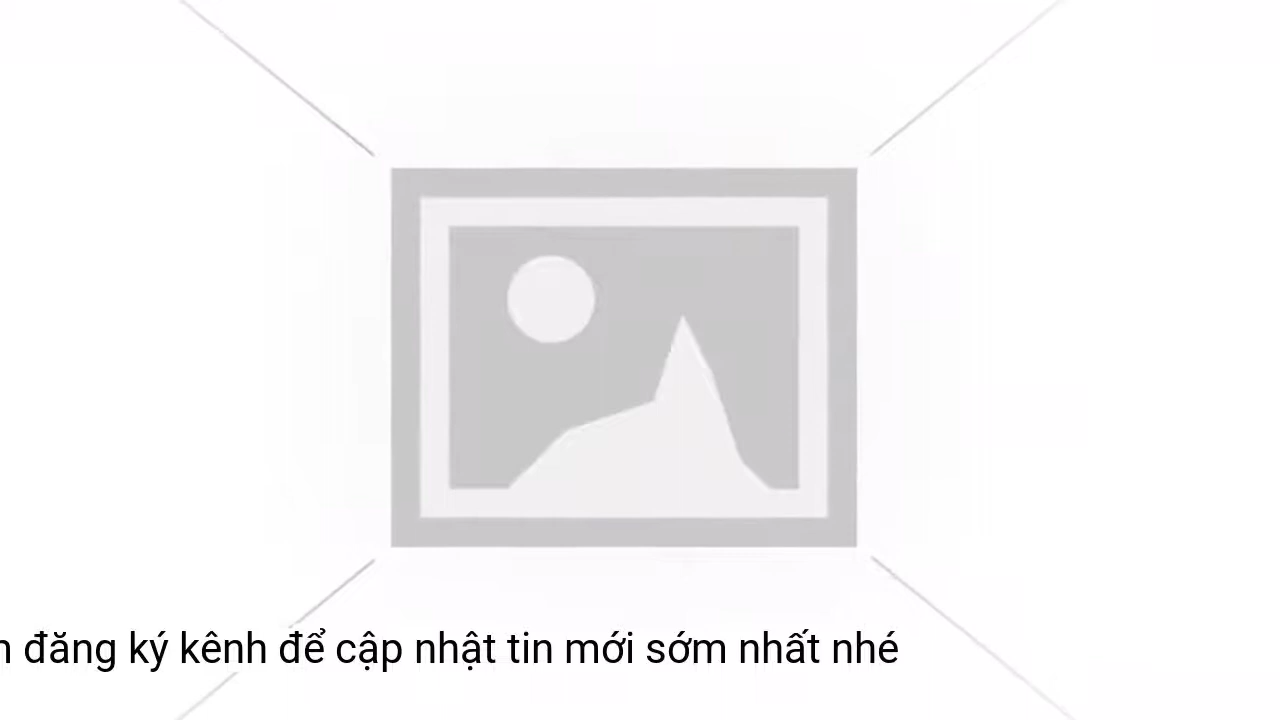 đăng ký kênh để cập nhật tin mới sớm nhất nhé